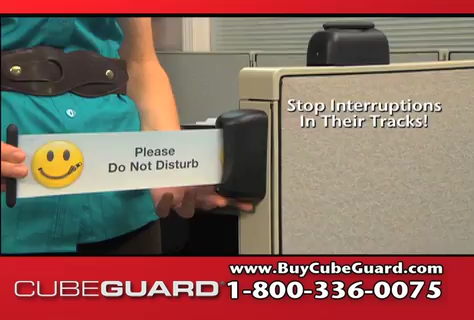 Stop Interruptions
In Their Tracks!
Please
Do Not Disturb
www.BuyCubeGuard.com
CUBEGUARD® 1-800-336-0075